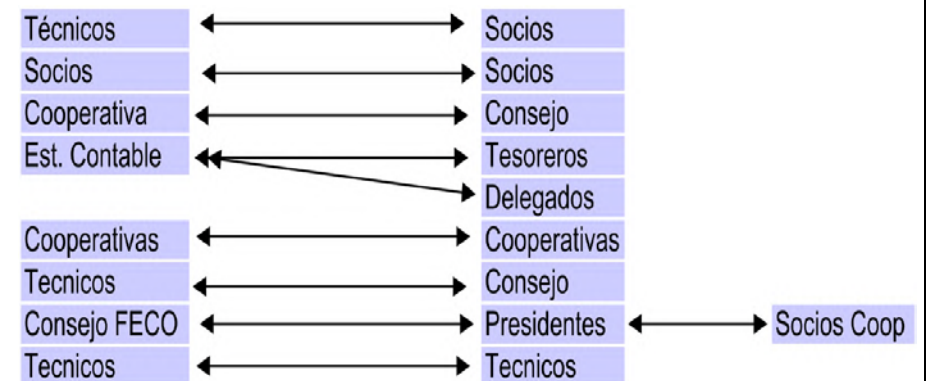 Técnicos Socios
Socios Socios
Cooperativa Consejo
Est. Contable Tesoreros
Delegados
Cooperativas Cooperativas
Tecnicos Consejo
Consejo FECO Presidentes Socios Coop
Tecnicos Tecnicos